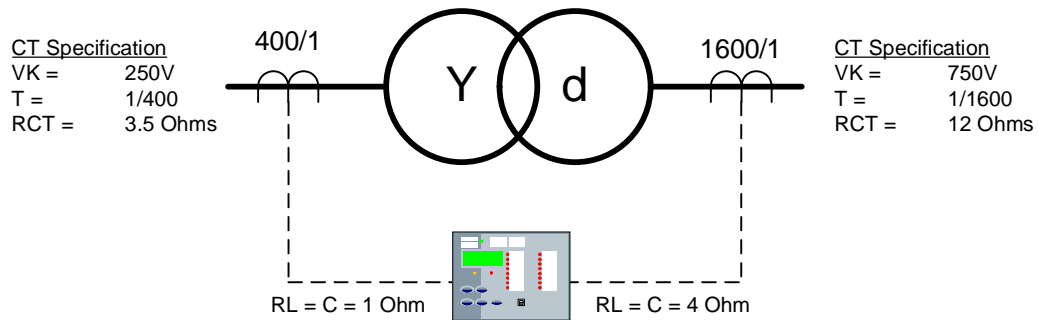 CT Specification
VK = 250V
T = 1/400
RCT = 3.5 Ohms
400/1
Y
d
1600/1
CT Specification
VK = 750V
T = 1/1600
RCT = 12 Ohms
RL = C = 1 Ohm
RL = C = 4 Ohm